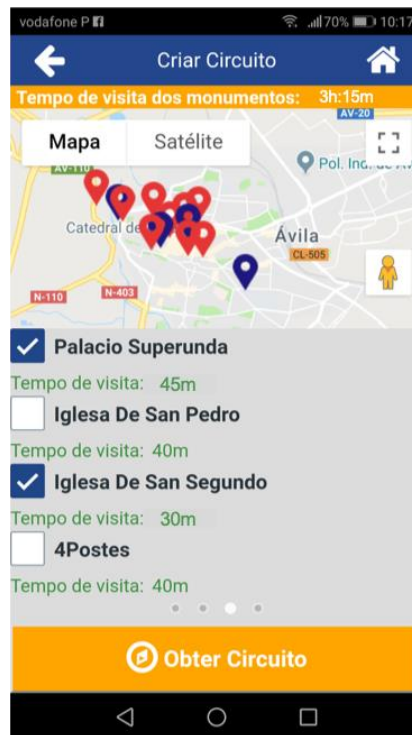 vodafone P 70% 10:17
Criar Circuito
Tempo de visita dos monumentos: 3h:15m
AV-20
Mapa Satélite
AV-110
Pol. Ind.
Catedral de
Ávila
CL-505
N-110 N-403
Palacio Superunda
Tempo de visita: 45m
Iglesa De San Pedro
Tempo de visita: 40m
Iglesa De San Segundo
Tempo de visita: 30m
4Postes
Tempo de visita: 40m
Obter Circuito